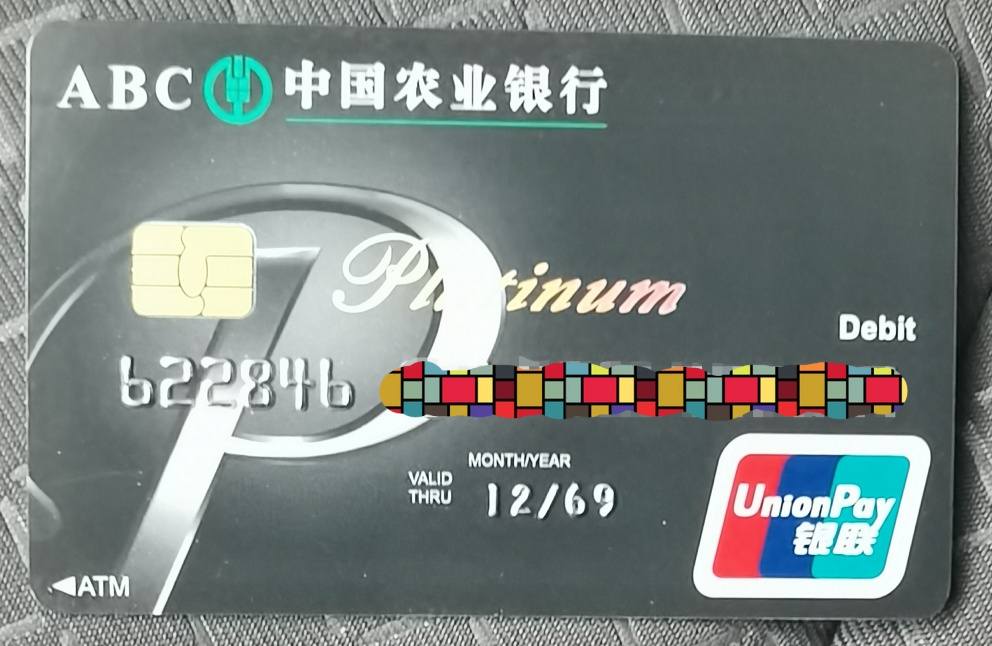 ABC 中国农业银行
Platinum
Debit
622846
MONTH/YEAR
VALID THRU 12/69
UnionPay
银联
ATM